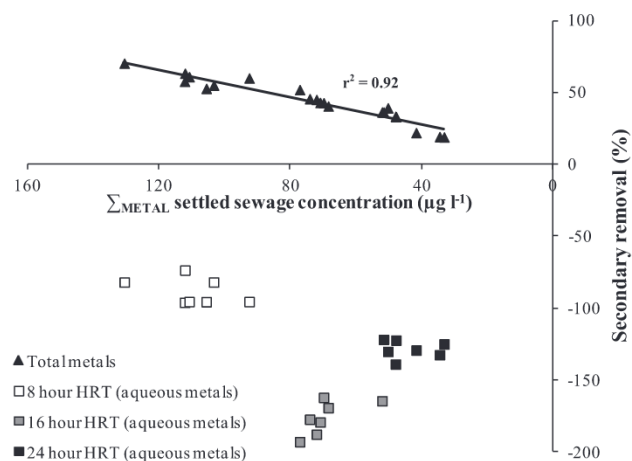 100
50
0
-50
-100
-150
-200
Secondary removal (%)
r² = 0.92
160
120
80
40
0
∑METAL settled sewage concentration (µg l⁻¹)
Total metals
8 hour HRT (aqueous metals)
16 hour HRT (aqueous metals)
24 hour HRT (aqueous metals)